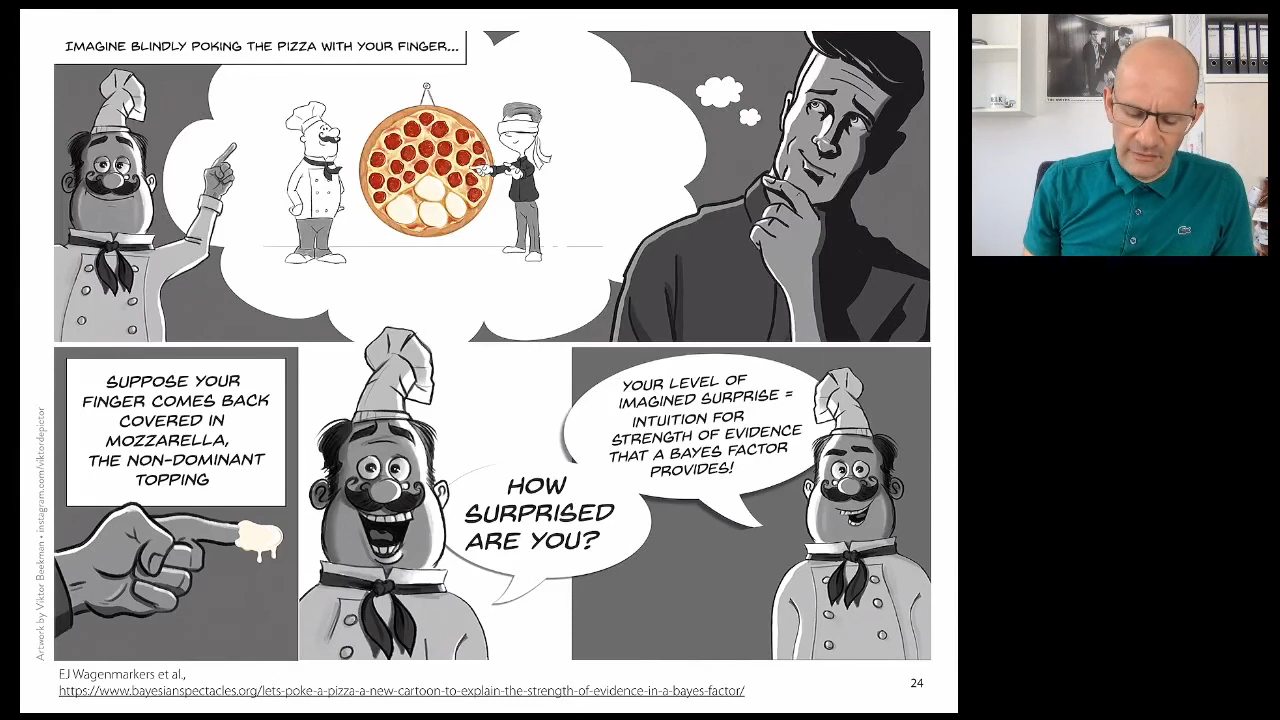 IMAGINE BLINDLY POKING THE PIZZA WITH YOUR FINGER...
SUPPOSE YOUR
FINGER COMES BACK
COVERED IN
MOZZARELLA,
THE NON-DOMINANT
TOPPING
HOW
SURPRISED
ARE YOU?
YOUR LEVEL OF
IMAGINED SURPRISE =
INTUITION FOR
STRENGTH OF EVIDENCE
THAT A BAYES FACTOR
PROVIDES!
Artwork by Viktor Beekman • instagram.com/viktordepictor
EJ Wagenmarkers et al.,
https://www.bayesianspectacles.org/lets-poke-a-pizza-a-new-cartoon-to-explain-the-strength-of-evidence-in-a-bayes-factor/
24